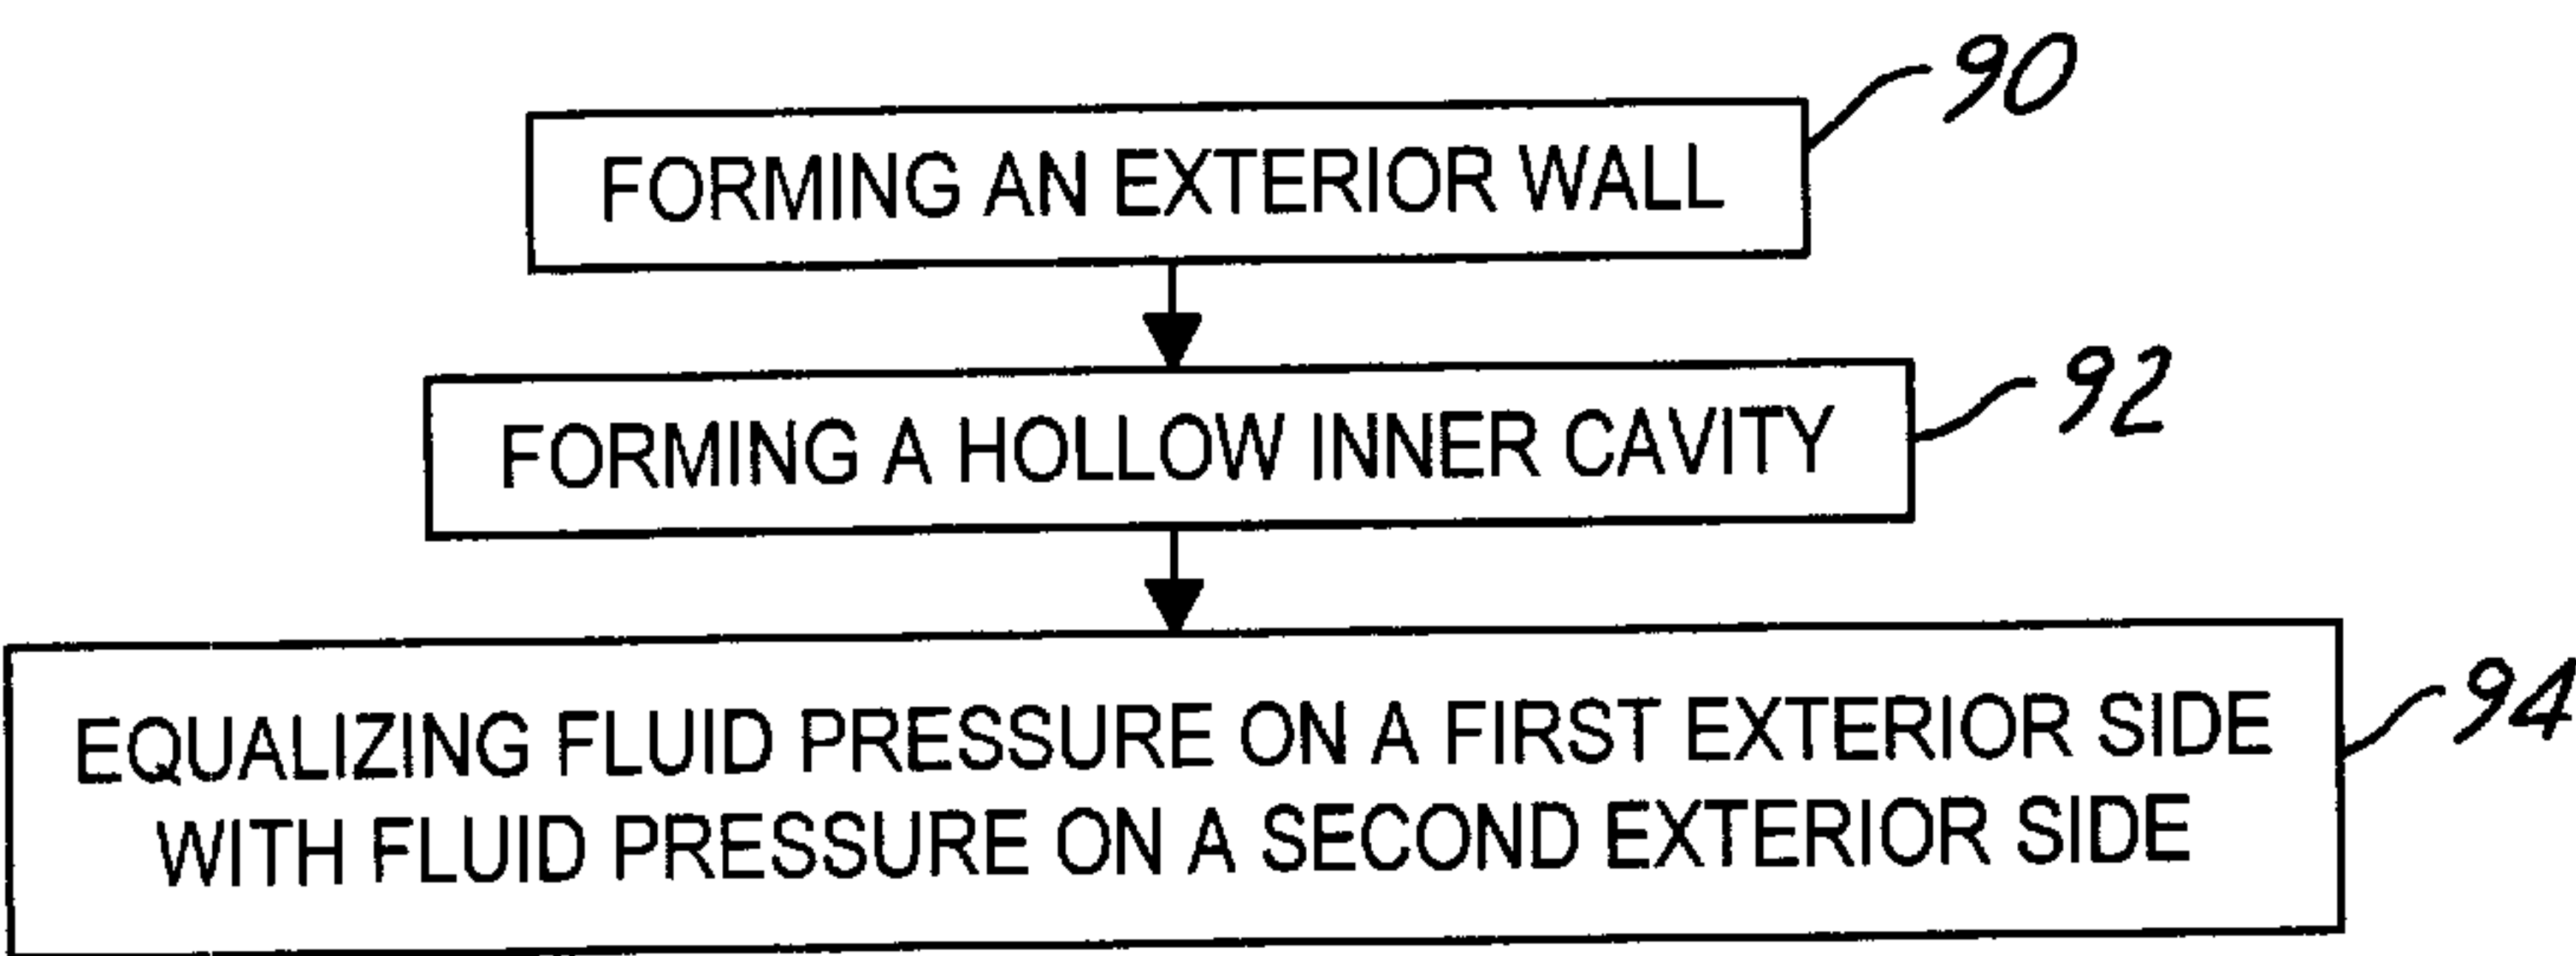 90
FORMING AN EXTERIOR WALL
92
FORMING A HOLLOW INNER CAVITY
94
EQUALIZING FLUID PRESSURE ON A FIRST EXTERIOR SIDE
WITH FLUID PRESSURE ON A SECOND EXTERIOR SIDE